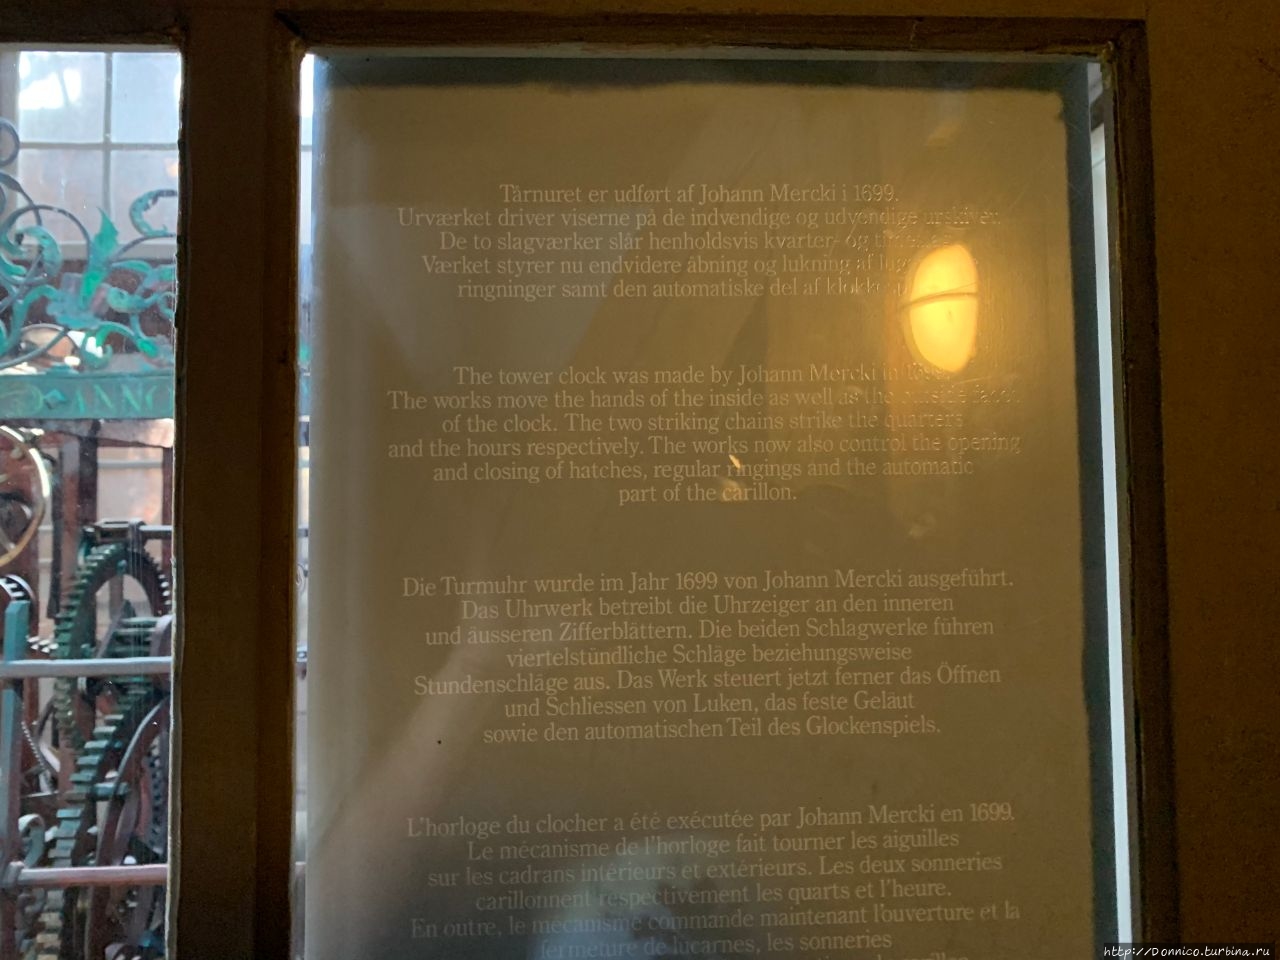 ANNO
Tårnuret er udført af Johann Mercki i 1699.
Urværket driver viserne på de indvendige og udvendige urskiver.
De to slagværker slår henholdsvis kvarter- og
Værket styrer nu endvidere åbning og lukning af
ringninger samt den automatiske del af
The tower clock was made by Johann Mercki in 1699.
The works move the hands of the inside as well as the outside faces
of the clock. The two striking chains strike the quarters
and the hours respectively. The works now also control the opening
and closing of hatches, regular ringings and the automatic
part of the carillon.
Die Turmuhr wurde im Jahr 1699 von Johann Mercki ausgeführt.
Das Uhrwerk betreibt die Uhrzeiger an den inneren
und äusseren Zifferblättern. Die beiden Schlagwerke führen
viertelstündliche Schläge beziehungsweise
Stundenschläge aus. Das Werk steuert jetzt ferner das Öffnen
und Schliessen von Luken, das feste Geläut
sowie den automatischen Teil des Glockenspiels.
L'horloge du clocher a été exécutée par Johann Mercki en 1699.
Le mécanisme de l'horloge fait tourner les aiguilles
sur les cadrans intérieurs et extérieurs. Les deux sonneries
carillonnent respectivement les quarts et l'heure.
En outre, le mécanisme commande maintenant l'ouverture et la
fermeture de lucarnes, les sonneries
http://Donnico.turbina.ru